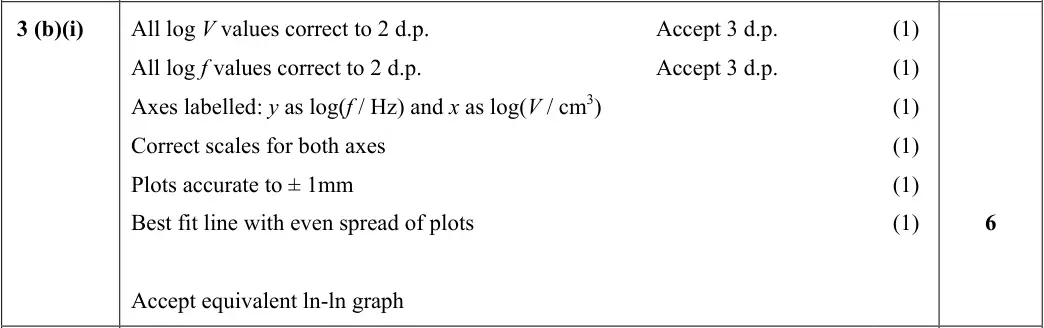 3 (b)(i) All log V values correct to 2 d.p. Accept 3 d.p. (1)
All log f values correct to 2 d.p. Accept 3 d.p. (1)
Axes labelled: y as log(f / Hz) and x as log(V / cm³) (1)
Correct scales for both axes (1)
Plots accurate to ± 1mm (1)
Best fit line with even spread of plots (1) 6
Accept equivalent ln-ln graph